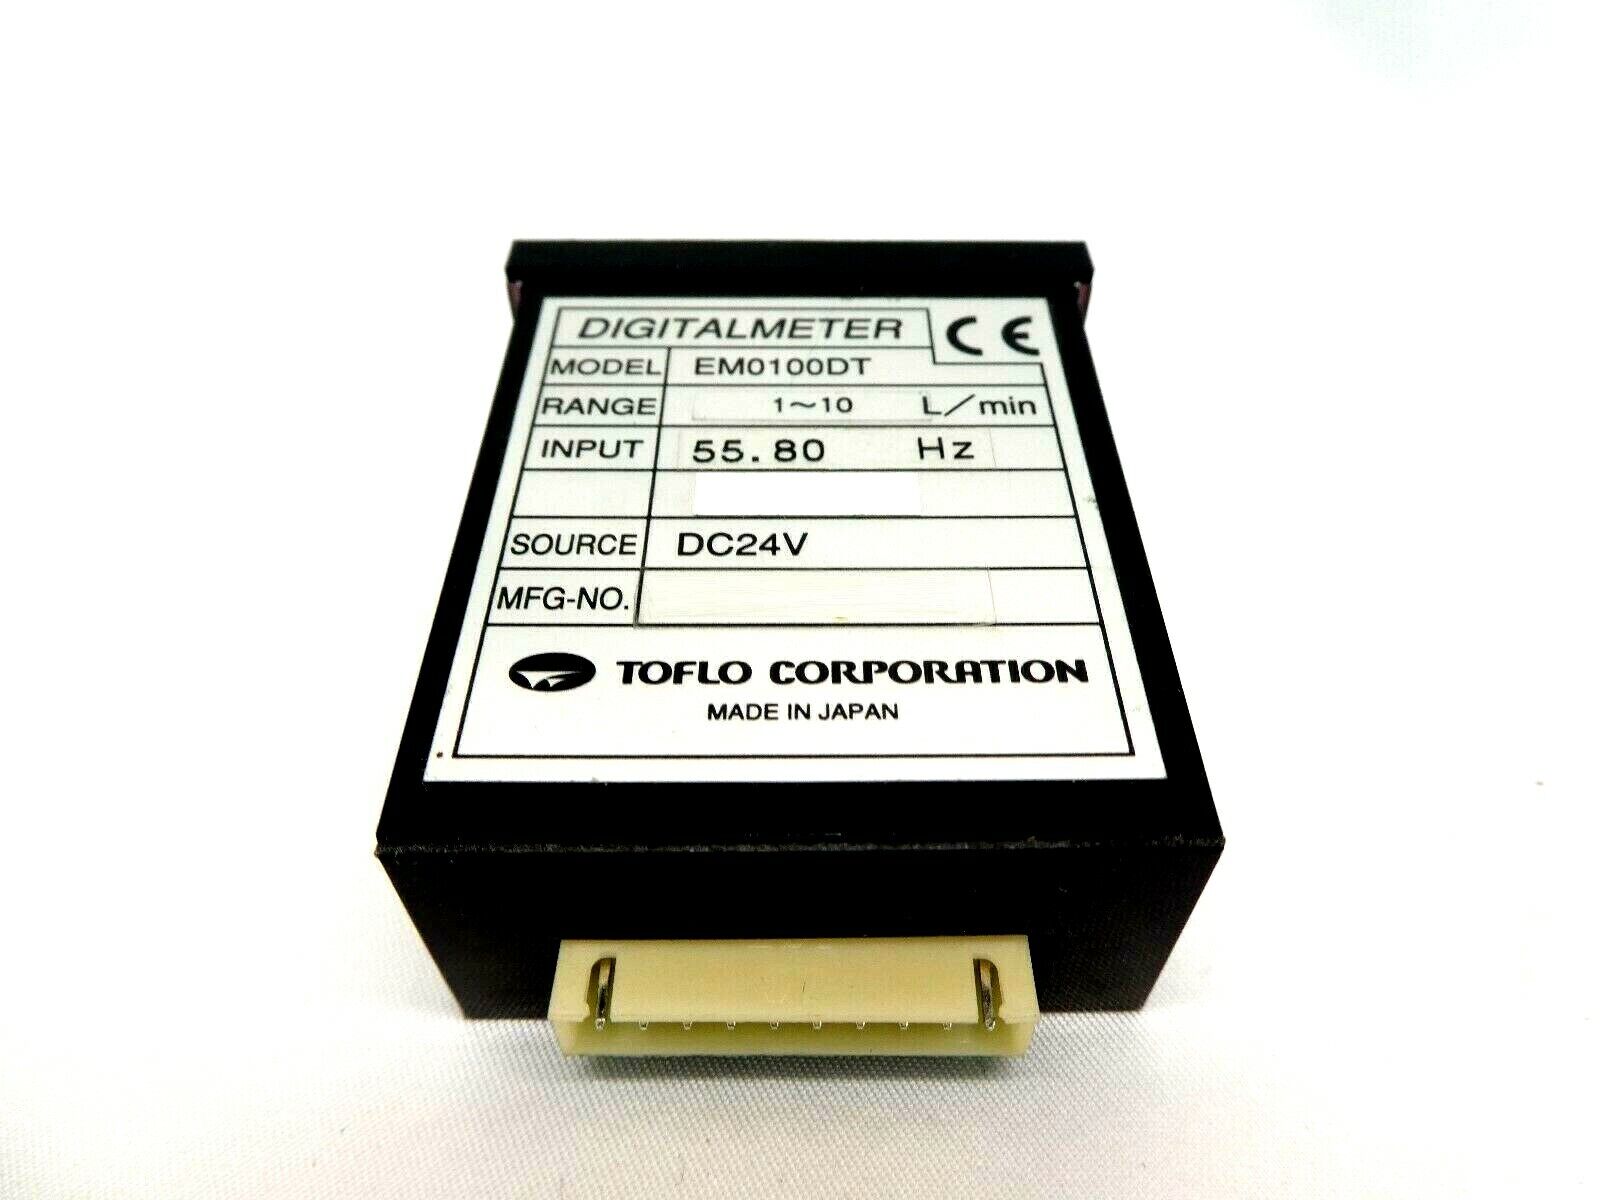 DIGITALMETER CE
MODEL EM0100DT
RANGE 1~10 L/min
INPUT 55.80 Hz
SOURCE DC24V
MFG-NO.
TOFLO CORPORATION
MADE IN JAPAN